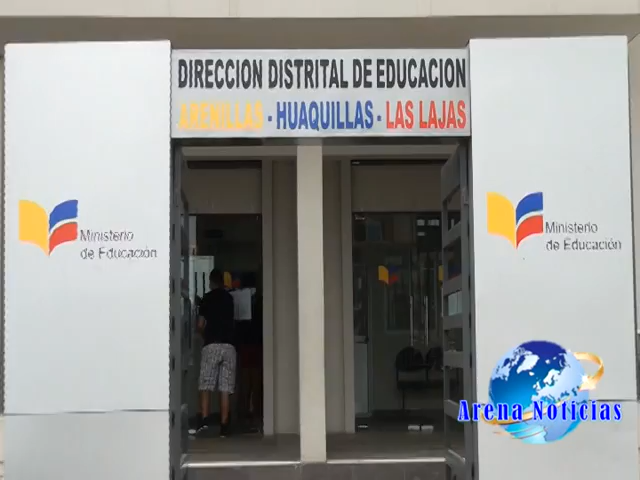 DIRECCION DISTRITAL DE EDUCACION
ARENILLAS - HUAQUILLAS - LAS LAJAS
Ministerio
de Educación
Ministerio
de Educación
Arena Noticias